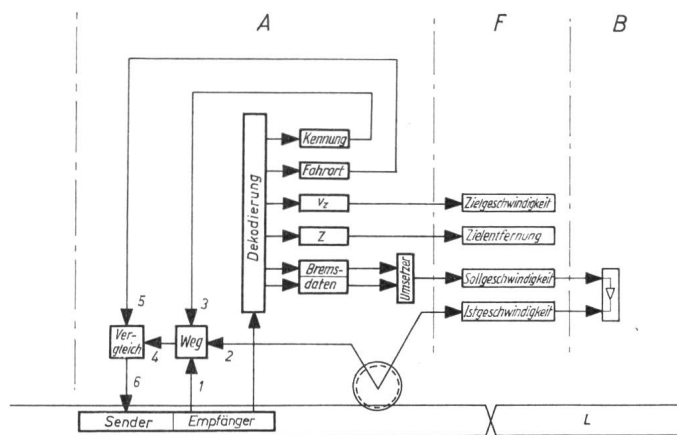 A F B
Kennung
Fahrort
Dekodierung
vz Zielgeschwindigkeit
Z Zielentfernung
Brems-
daten
Umsetzer
Sollgeschwindigkeit
Istgeschwindigkeit
5 3
Ver-
gleich
4
Weg
2
6 1
Sender Empfänger L